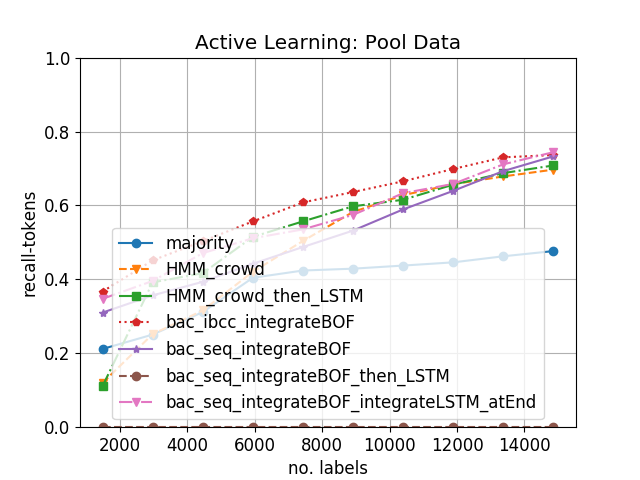 Active Learning: Pool Data
1.0
0.8
0.6
0.4
0.2
0.0
recall-tokens
majority
HMM_crowd
HMM_crowd_then_LSTM
bac_ibcc_integrateBOF
bac_seq_integrateBOF
bac_seq_integrateBOF_then_LSTM
bac_seq_integrateBOF_integrateLSTM_atEnd
2000 4000 6000 8000 10000 12000 14000
no. labels